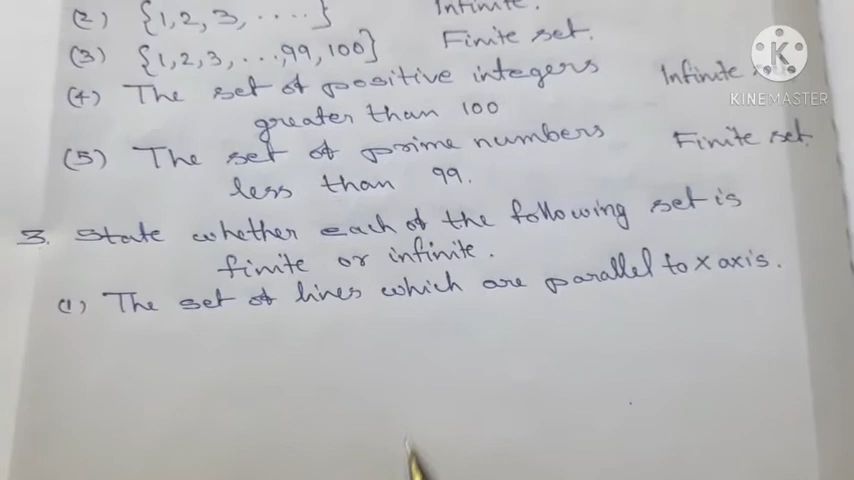 (2) {1,2,3,.....} Infinite.
(3) {1,2,3,...,99,100} Finite set.
(4) The set of positive integers Infinite
greater than 100
(5) The set of prime numbers Finite set.
less than 99.
3. State whether each of the following set is
finite or infinite.
(1) The set of lines which are parallel to x axis.
KINEMASTER